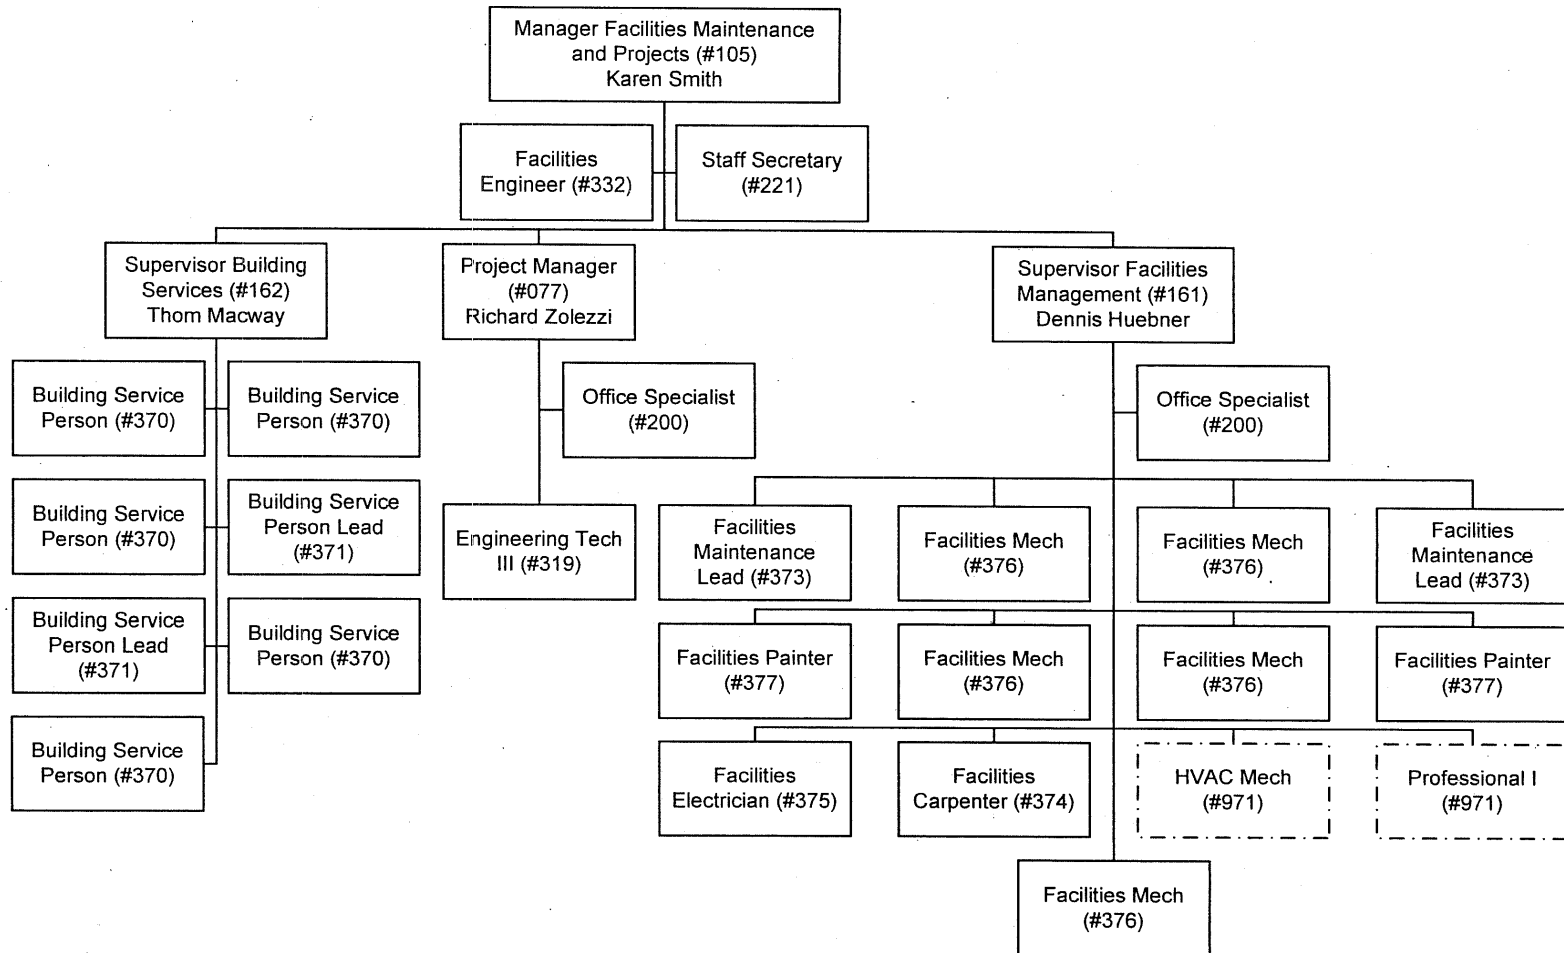 Manager Facilities Maintenance
and Projects (#105)
Karen Smith
Facilities
Engineer (#332)
Staff Secretary
(#221)
Supervisor Building
Services (#162)
Thom Macway
Project Manager
(#077)
Richard Zolezzi
Supervisor Facilities
Management (#161)
Dennis Huebner
Building Service
Person (#370)
Building Service
Person (#370)
Office Specialist
(#200)
Office Specialist
(#200)
Building Service
Person (#370)
Building Service
Person Lead
(#371)
Engineering Tech
III (#319)
Facilities
Maintenance
Lead (#373)
Facilities Mech
(#376)
Facilities Mech
(#376)
Facilities
Maintenance
Lead (#373)
Building Service
Person Lead
(#371)
Building Service
Person (#370)
Facilities Painter
(#377)
Facilities Mech
(#376)
Facilities Mech
(#376)
Facilities Painter
(#377)
Building Service
Person (#370)
Facilities
Electrician (#375)
Facilities
Carpenter (#374)
HVAC Mech
(#971)
Professional I
(#971)
Facilities Mech
(#376)